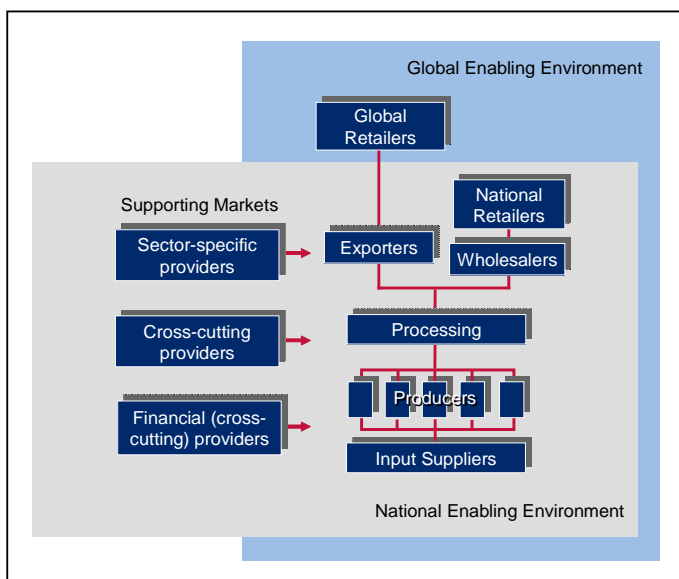 Global Enabling Environment
Global
Retailers
Supporting Markets
National
Retailers
Sector-specific
providers
Exporters
Wholesalers
Cross-cutting
providers
Processing
Producers
Financial (cross-
cutting) providers
Input Suppliers
National Enabling Environment